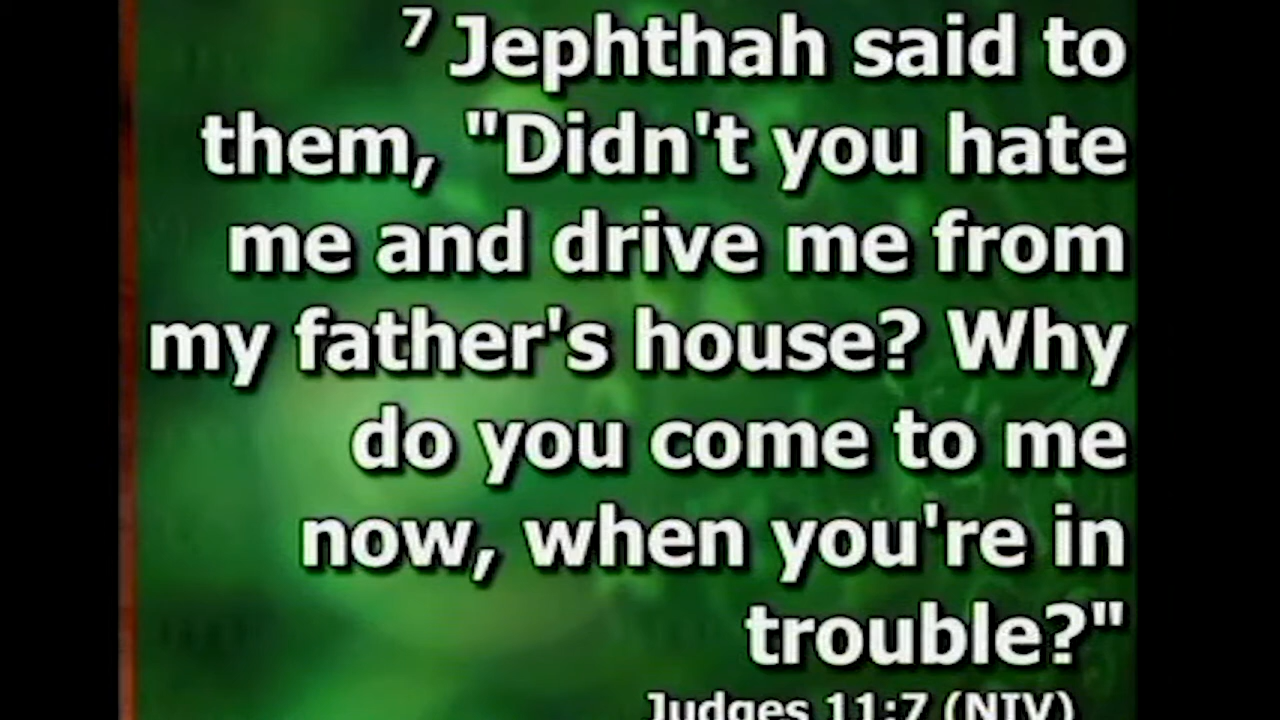 7 Jephthah said to
them, "Didn't you hate
me and drive me from
my father's house? Why
do you come to me
now, when you're in
trouble?"
Judges 11:7 (NIV)